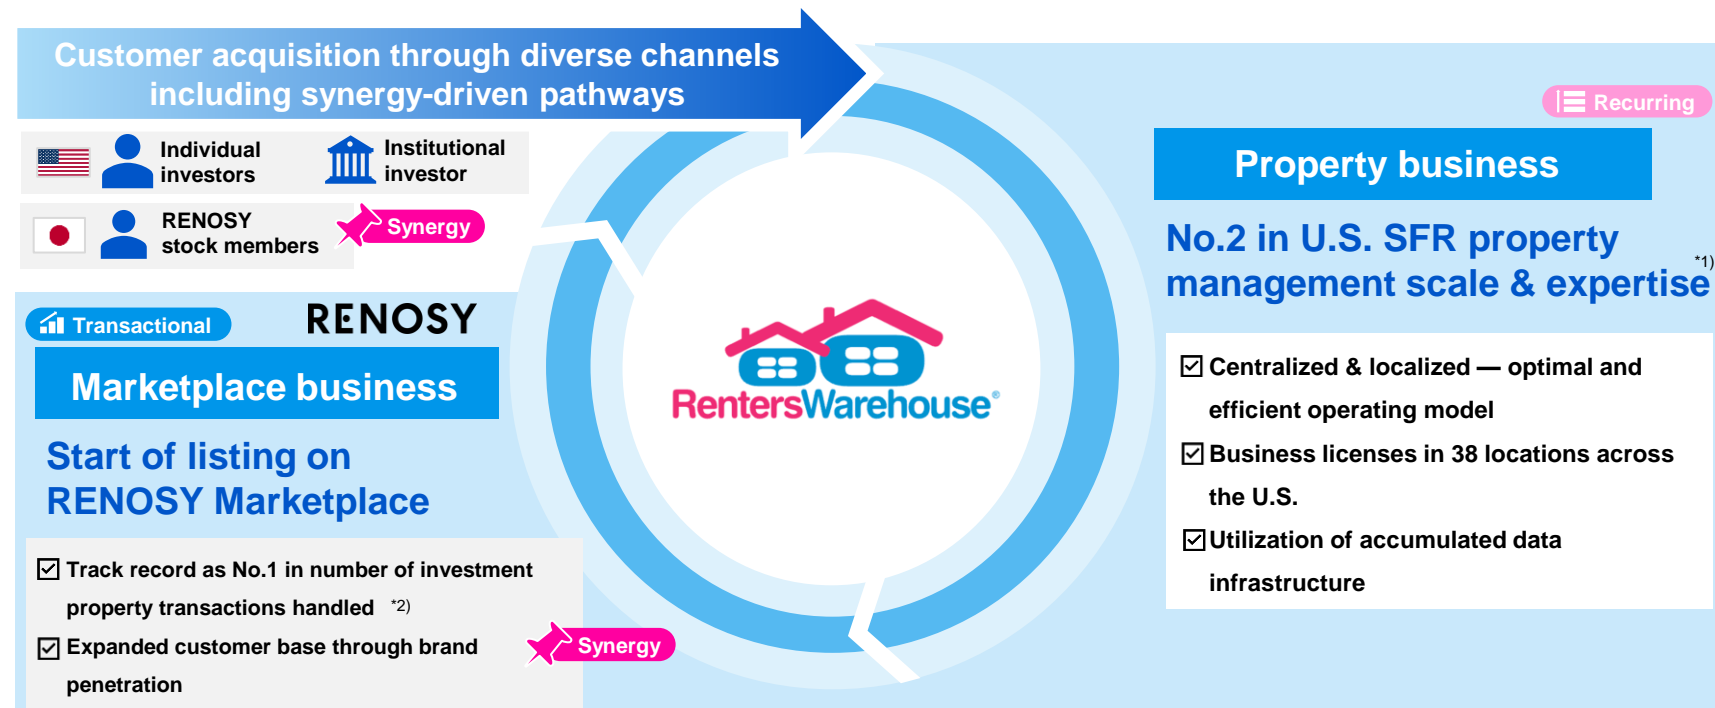 Customer acquisition through diverse channels
including synergy-driven pathways
Individual
investors
Institutional
investor
RENOSY
stock members
Synergy
Transactional
RENOSY
Marketplace business
Start of listing on
RENOSY Marketplace
Track record as No.1 in number of investment
property transactions handled *2)
Expanded customer base through brand
penetration
Synergy
RentersWarehouse®
Recurring
Property business
No.2 in U.S. SFR property
management scale & expertise *1)
Centralized & localized — optimal and
efficient operating model
Business licenses in 38 locations across
the U.S.
Utilization of accumulated data
infrastructure